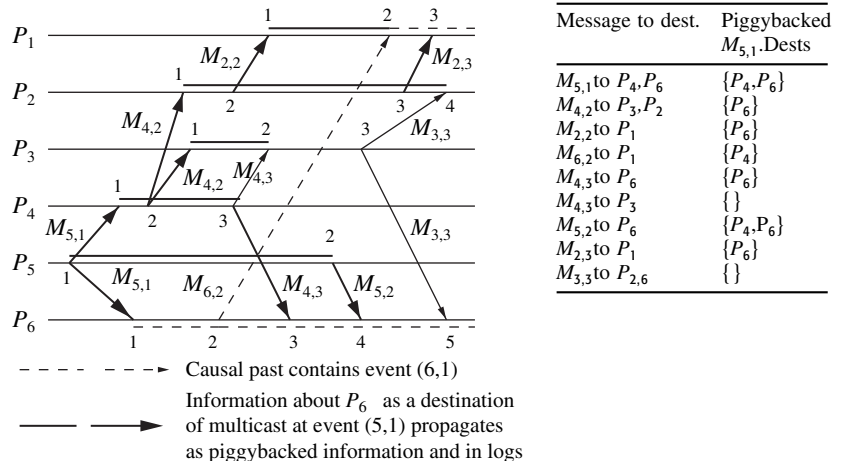 1 2 3
P1
M2,2 M2,3
1
P2
2 3 4
M4,2
1 2 3
M3,3
P3
M4,2 M4,3
1
P4
2 3
M5,1 M3,3
2
P5
1
M5,1 M6,2 M4,3 M5,2
P6
1 2 3 4 5
Causal past contains event (6,1)
Information about P6 as a destination
of multicast at event (5,1) propagates
as piggybacked information and in logs
Message to dest. Piggybacked
M5,1.Dests
M5,1 to P4,P6 {P4,P6}
M4,2 to P3,P2 {P6}
M2,2 to P1 {P6}
M6,2 to P1 {P4}
M4,3 to P6 {P6}
M4,3 to P3 {}
M5,2 to P6 {P4,P6}
M2,3 to P1 {P6}
M3,3 to P2,6 {}